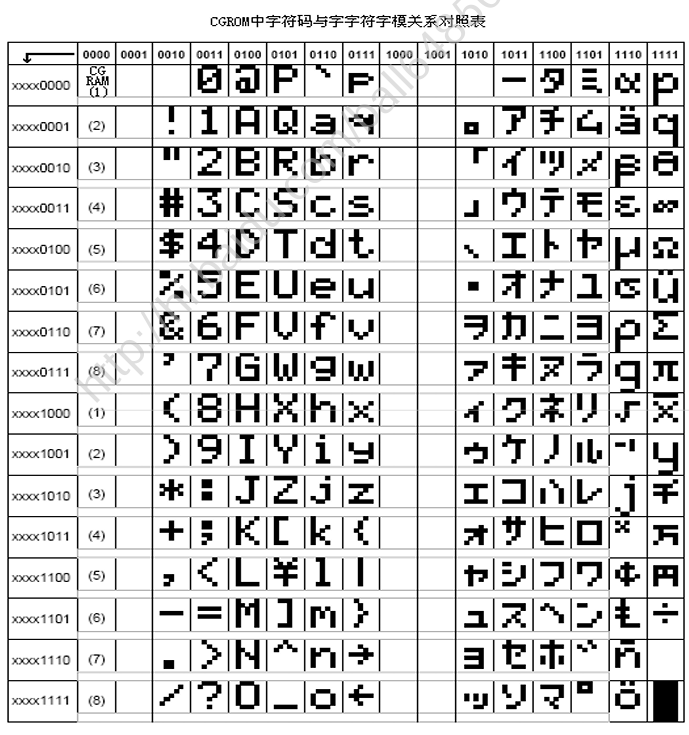 CGROM中字符码与字字符字模关系对照表
0000 0001 0010 0011 0100 0101 0110 0111 1000 1001 1010 1011 1100 1101 1110 1111
xxxx0000 CG RAM (1) 0 @ P ` P ー タ ミ α p
xxxx0001 (2) ! 1 A Q a ｡ ア チ ム ä q
xxxx0010 (3) " 2 B R b r 「 イ ツ メ β θ
xxxx0011 (4) # 3 C S c s 」 ウ テ モ ε ∞
xxxx0100 (5) $ 4 D T d t 、 エ ト ヤ μ Ω
xxxx0101 (6) % 5 E U e u ・ オ ナ ユ σ ü
xxxx0110 (7) & 6 F V f v ヲ カ ニ ヨ ρ Σ
xxxx0111 (8) ' 7 G W g w ァ キ ヌ ラ g π
xxxx1000 (1) ( 8 H X h x ィ ク ネ リ √ x̄
xxxx1001 (2) ) 9 I Y i y ゥ ケ ノ ル ⁻¹ y
xxxx1010 (3) * : J Z j z ェ コ ハ レ j 千
xxxx1011 (4) + ; K [ k { ォ サ ヒ ロ ˣ 万
xxxx1100 (5) , < L ¥ l | ャ シ フ ワ ¢ 円
xxxx1101 (6) - = M ] m } ュ ス ヘ ン ÷
xxxx1110 (7) . > N ^ n → ョ セ ホ ゛ ñ
xxxx1111 (8) / ? O _ o ← ッ ソ マ ゜ ö █